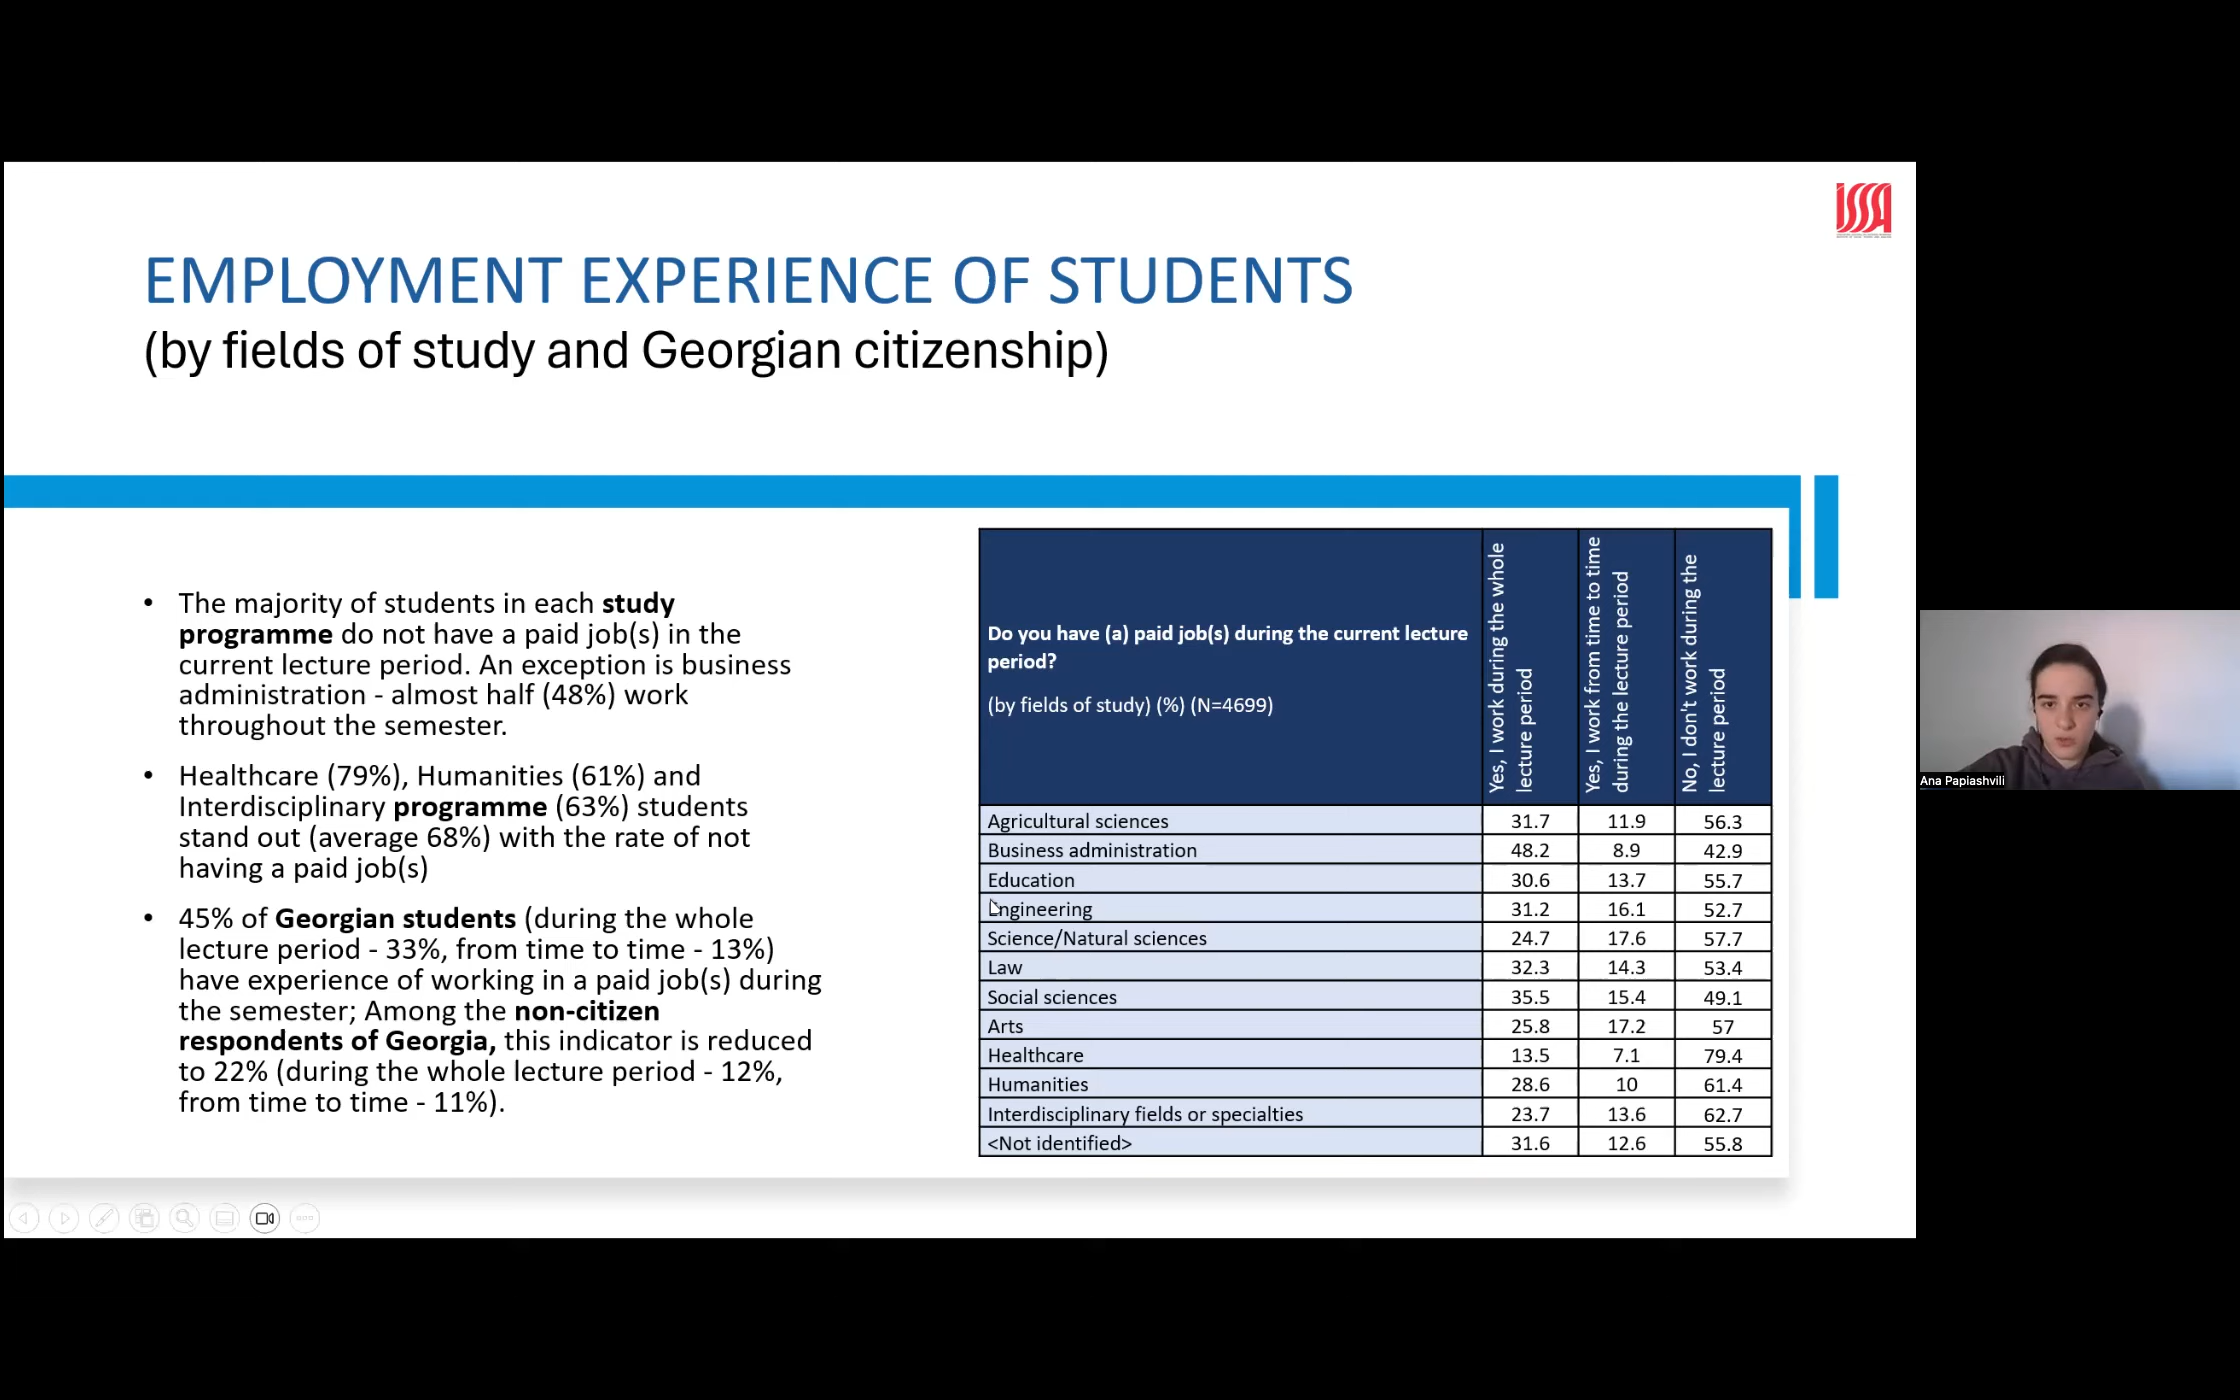 ISSA
EMPLOYMENT EXPERIENCE OF STUDENTS
(by fields of study and Georgian citizenship)
• The majority of students in each study
programme do not have a paid job(s) in the
current lecture period. An exception is business
administration - almost half (48%) work
throughout the semester.
• Healthcare (79%), Humanities (61%) and
Interdisciplinary programme (63%) students
stand out (average 68%) with the rate of not
having a paid job(s)
• 45% of Georgian students (during the whole
lecture period - 33%, from time to time - 13%)
have experience of working in a paid job(s) during
the semester; Among the non-citizen
respondents of Georgia, this indicator is reduced
to 22% (during the whole lecture period - 12%,
from time to time - 11%).
Do you have (a) paid job(s) during the current lecture
period?
(by fields of study) (%) (N=4699)
Yes, I work during the whole
lecture period
Yes, I work from time to time
during the lecture period
No, I don't work during the
lecture period
Agricultural sciences 31.7 11.9 56.3
Business administration 48.2 8.9 42.9
Education 30.6 13.7 55.7
Engineering 31.2 16.1 52.7
Science/Natural sciences 24.7 17.6 57.7
Law 32.3 14.3 53.4
Social sciences 35.5 15.4 49.1
Arts 25.8 17.2 57
Healthcare 13.5 7.1 79.4
Humanities 28.6 10 61.4
Interdisciplinary fields or specialties 23.7 13.6 62.7
<Not identified> 31.6 12.6 55.8
Ana Papiashvili